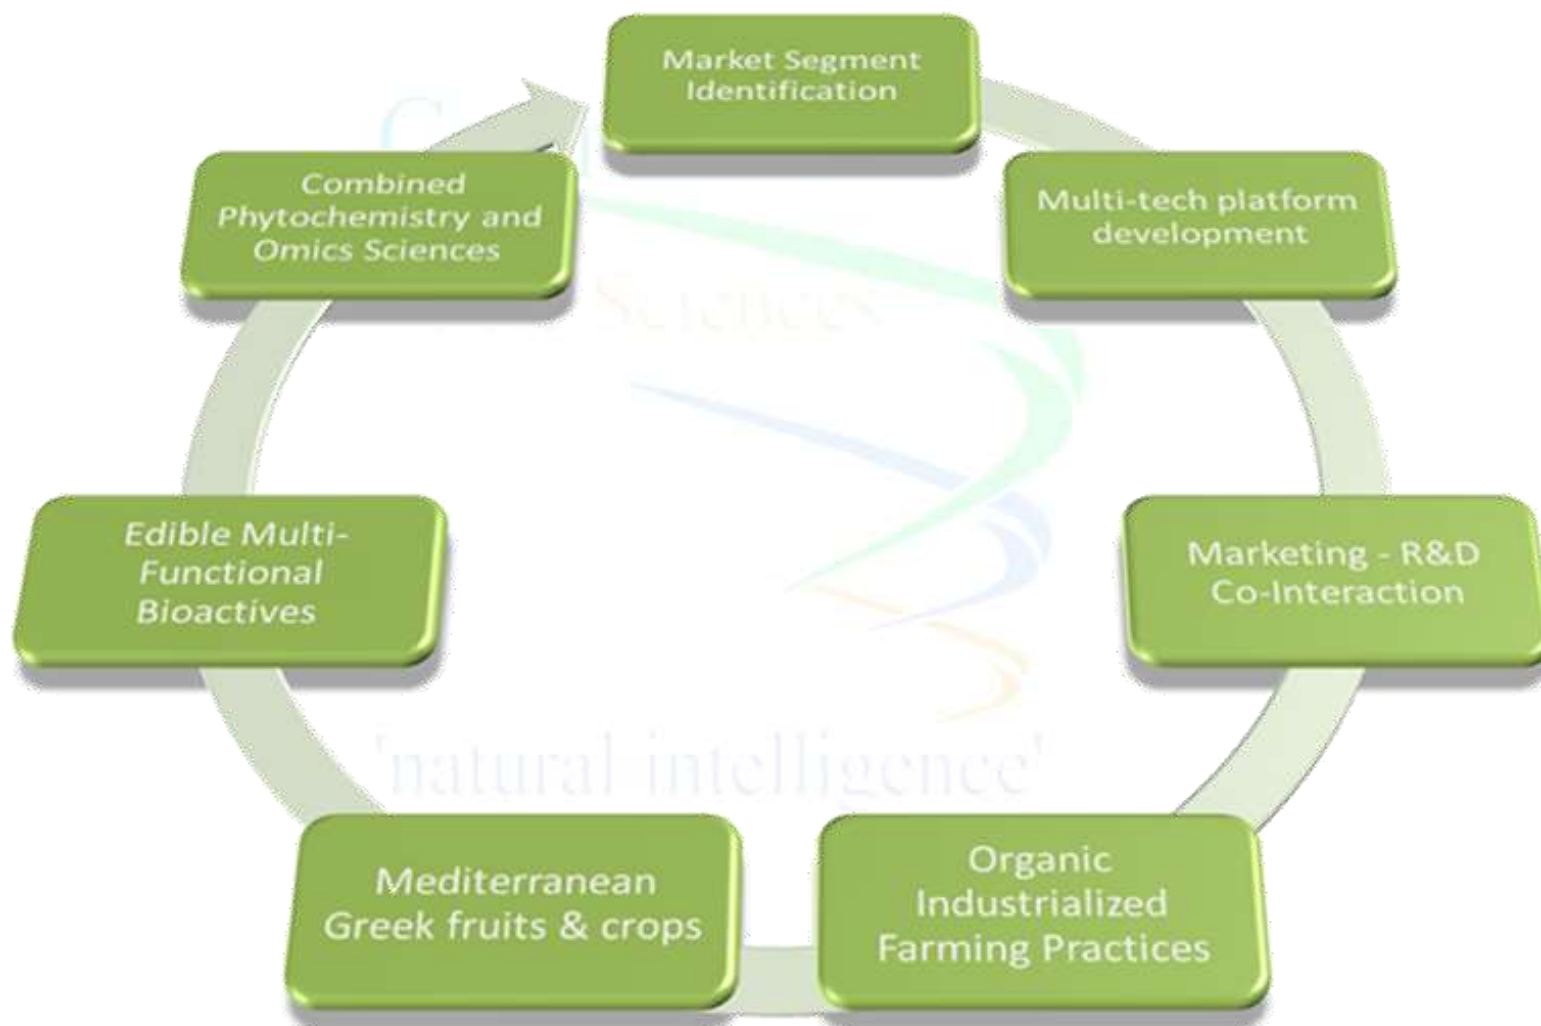 Market Segment
Identification
Multi-tech platform
development
Marketing - R&D
Co-Interaction
Organic
Industrialized
Farming Practices
Mediterranean
Greek fruits & crops
Edible Multi-
Functional
Bioactives
Combined
Phytochemistry and
Omics Sciences
Sciences
'natural intelligence'